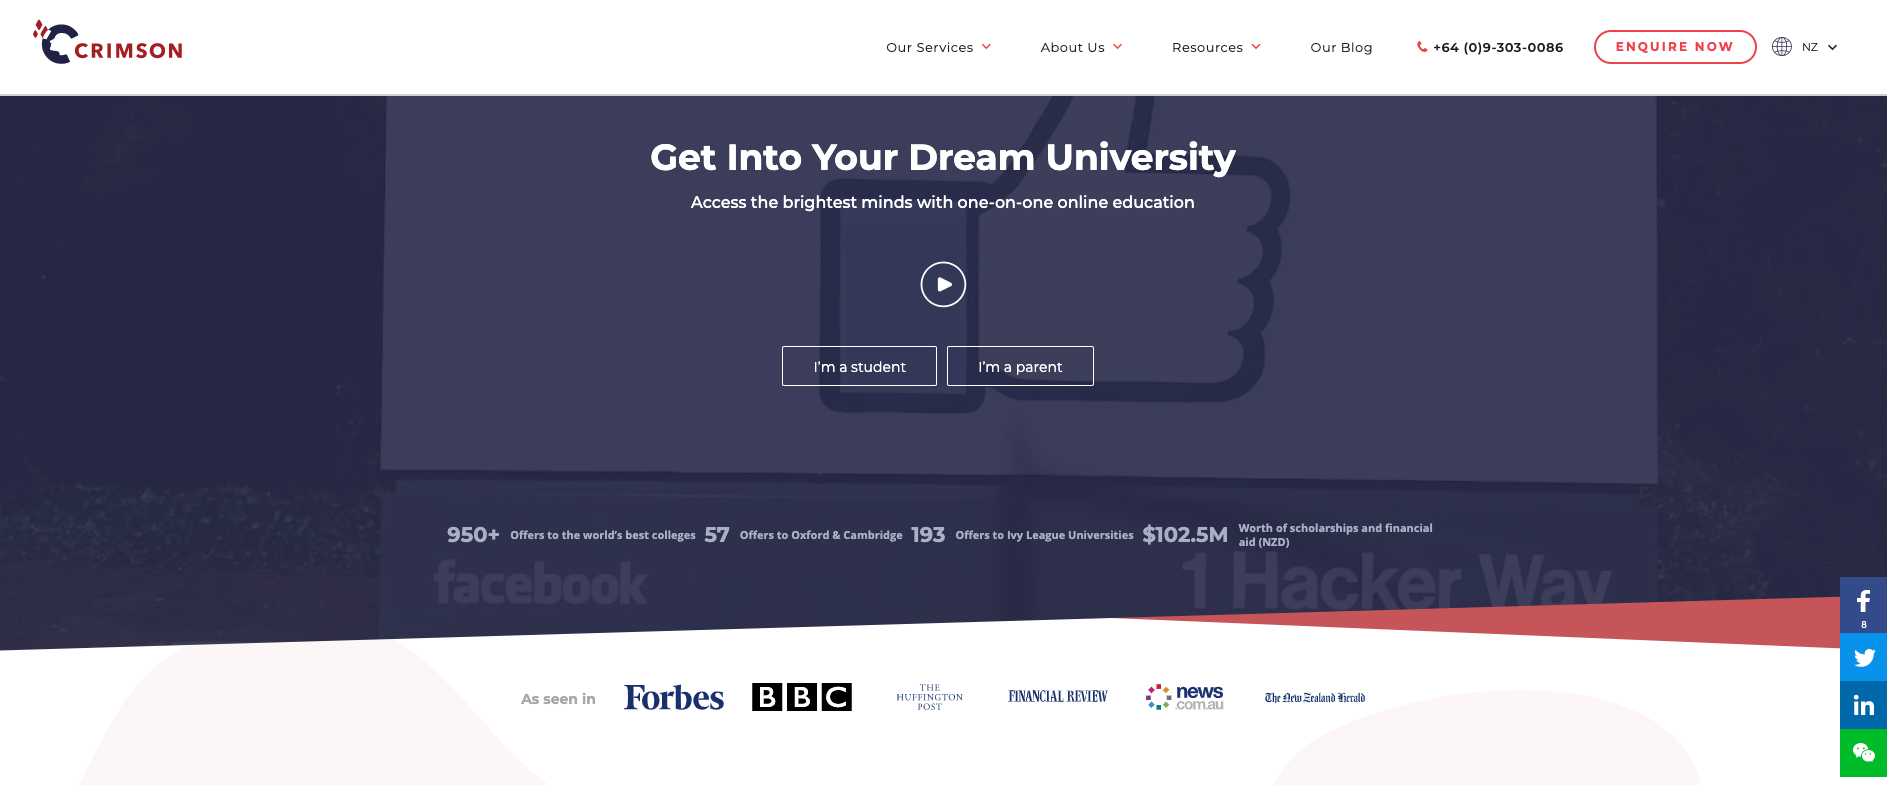 CRIMSON
Our Services
About Us
Resources
Our Blog
+64 (0)9-303-0086
ENQUIRE NOW
NZ
Get Into Your Dream University
Access the brightest minds with one-on-one online education
I'm a student
I'm a parent
950+ Offers to the world's best colleges
57 Offers to Oxford & Cambridge
193 Offers to Ivy League Universities
$102.5M Worth of scholarships and financial
aid (NZD)
facebook
1 Hacker Way
8
As seen in
Forbes
BBC
THE
HUFFINGTON
POST
FINANCIAL REVIEW
news
.com.au
The New Zealand Herald